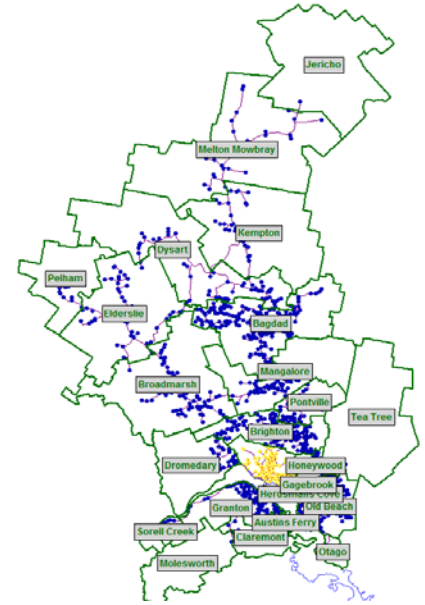 Jericho
Melton Mowbray
Kempton
Dysart
Pelham
Elderslie
Bagdad
Mangalore
Broadmarsh
Pontville
Tea Tree
Brighton
Dromedary
Honeywood
Gagebrook
Herdsmans Cove
Granton
Old Beach
Austins Ferry
Sorell Creek
Claremont
Otago
Molesworth